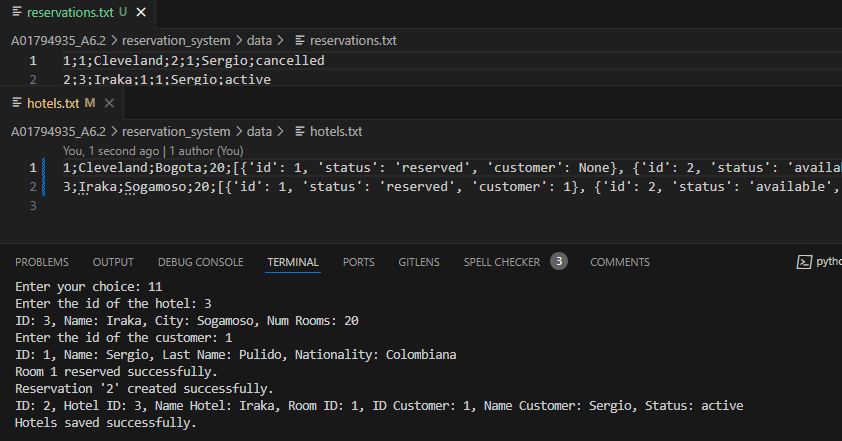 reservations.txt U
A01794935_A6.2 > reservation_system > data > reservations.txt
1 1;1;Cleveland;2;1;Sergio;cancelled
2 2;3;Iraka;1;1;Sergio;active
hotels.txt M
A01794935_A6.2 > reservation_system > data > hotels.txt
You, 1 second ago | 1 author (You)
1 1;Cleveland;Bogota;20;[{'id': 1, 'status': 'reserved', 'customer': None}, {'id': 2, 'status': 'availa
2 3;Iraka;Sogamoso;20;[{'id': 1, 'status': 'reserved', 'customer': 1}, {'id': 2, 'status': 'available',
3
PROBLEMS OUTPUT DEBUG CONSOLE TERMINAL PORTS GITLENS SPELL CHECKER 3 COMMENTS pytho
Enter your choice: 11
Enter the id of the hotel: 3
ID: 3, Name: Iraka, City: Sogamoso, Num Rooms: 20
Enter the id of the customer: 1
ID: 1, Name: Sergio, Last Name: Pulido, Nationality: Colombiana
Room 1 reserved successfully.
Reservation '2' created successfully.
ID: 2, Hotel ID: 3, Name Hotel: Iraka, Room ID: 1, ID Customer: 1, Name Customer: Sergio, Status: active
Hotels saved successfully.